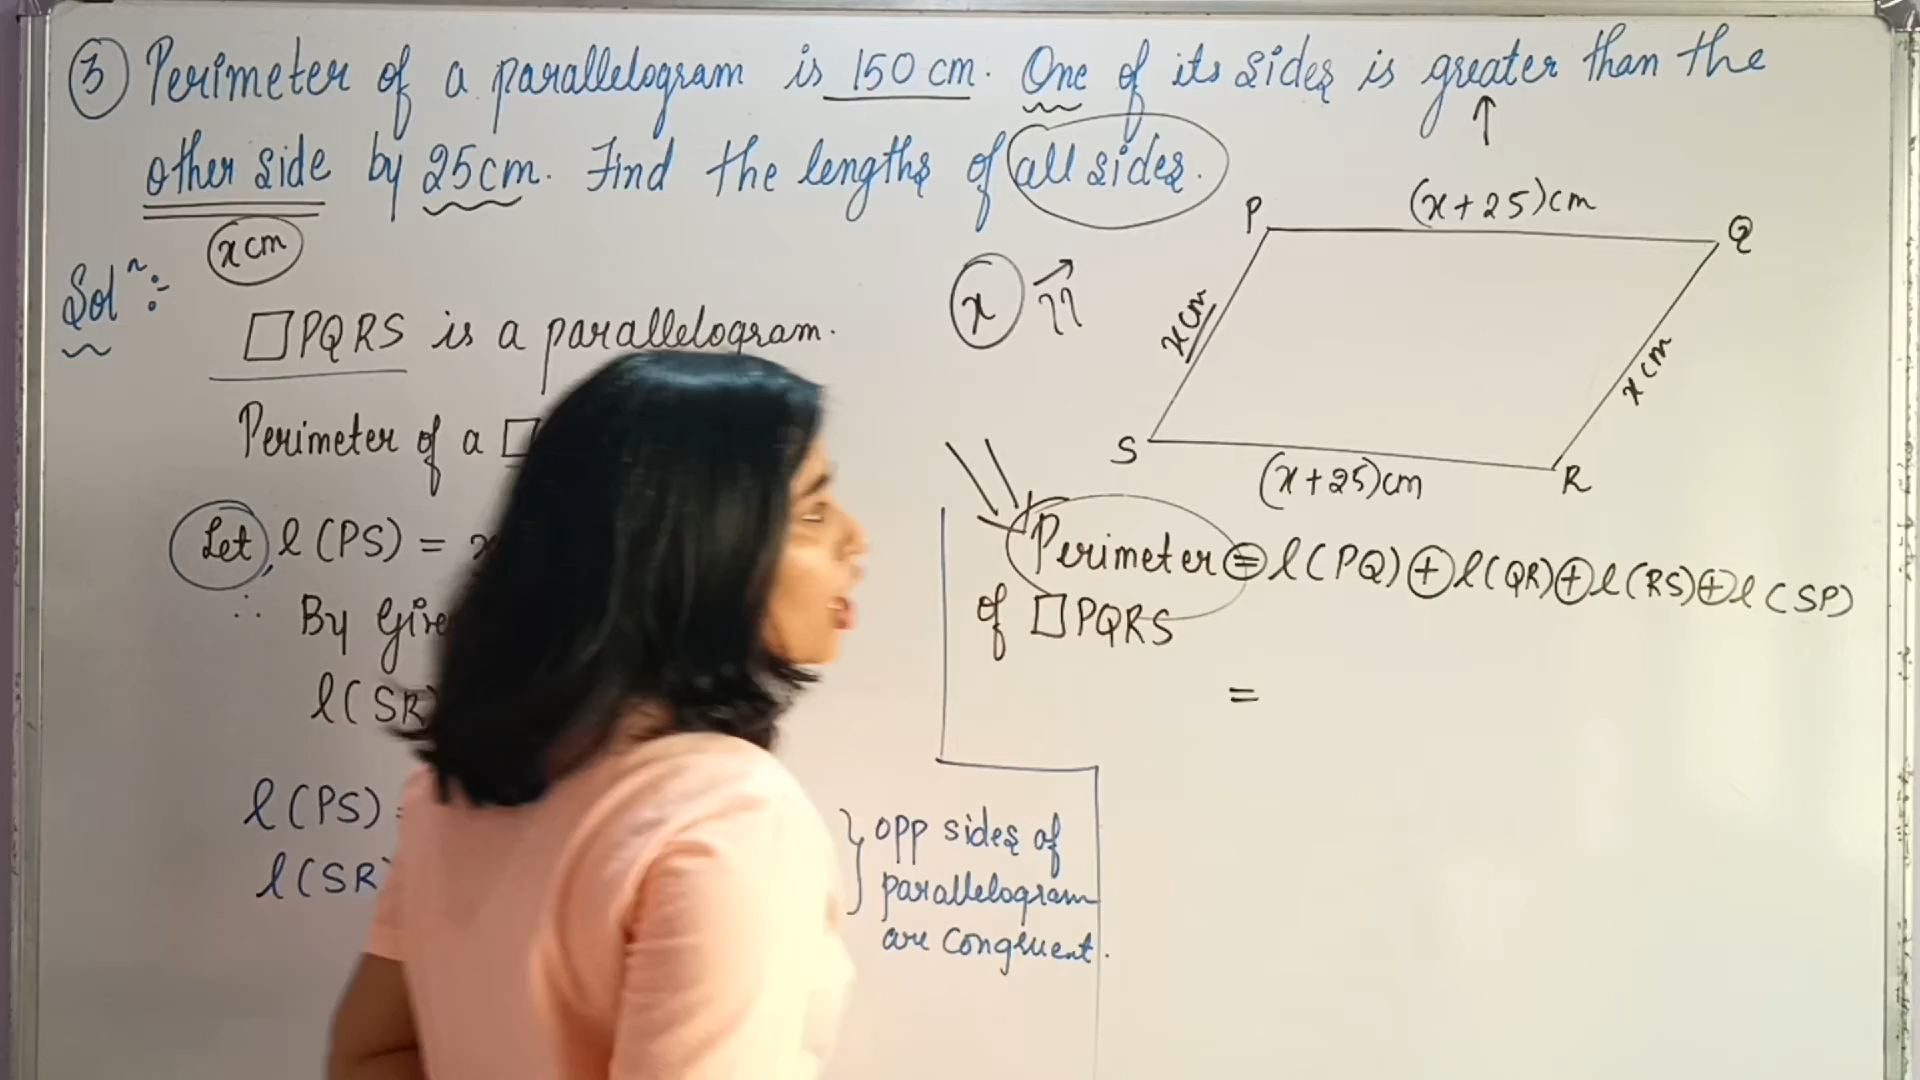 3 Perimeter of a parallelogram is 150 cm. One of its sides is greater than the
other side by 25cm. Find the lengths of all sides.
x cm
Solⁿ:-
□PQRS is a parallelogram.
Perimeter of a □
Let, l(PS) =
∴ By
l(SR)
l(PS) =
l(SR)
} opp sides of
parallelogram
are congruent.
x ↑↑
P (x+25)cm Q
x cm
x cm
S (x+25)cm R
Perimeter = l(PQ) + l(QR) + l(RS) + l(SP)
of □PQRS
=